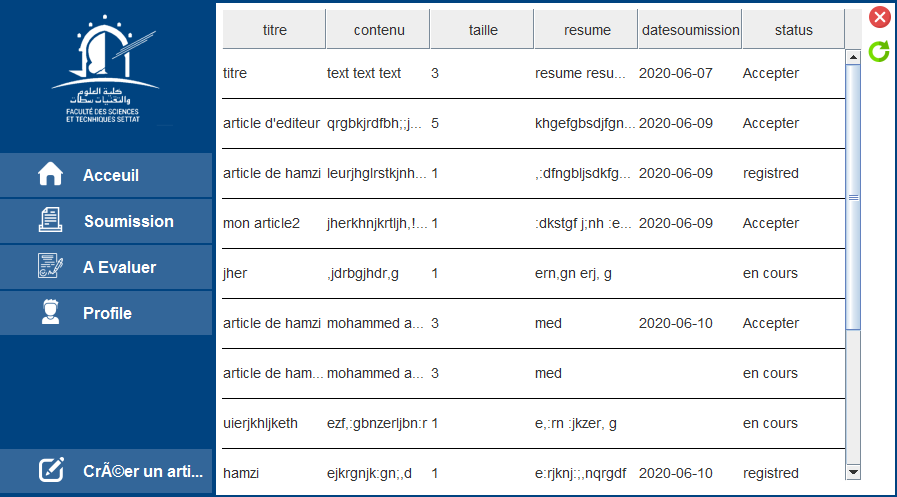 كلية العلوم
والتقنيات سطات
FACULTÉ DES SCIENCES
ET TECNHIQUES SETTAT
Acceuil
Soumission
A Evaluer
Profile
CrÃ©er un arti...
titre contenu taille resume datesoumission status
titre text text text 3 resume resu... 2020-06-07 Accepter
article d'editeur qrgbkjrdfbh;;j... 5 khgefgbsdjfgn... 2020-06-09 Accepter
article de hamzi leurjhglrstkjnh... 1 ,:dfngbljsdkfg... 2020-06-09 registred
mon article2 jherkhnjkrtljh,!... 1 :dkstgf j;nh :e... 2020-06-09 Accepter
jher ,jdrbgjhdr,g 1 ern,gn erj, g en cours
article de hamzi mohammed a... 3 med 2020-06-10 Accepter
article de ham... mohammed a... 3 med en cours
uierjkhljketh ezf,:gbnzerljbn:r 1 e,:rn :jkzer, g en cours
hamzi ejkrgnjk:gn;,d 1 e:rjknj:;,nqrgdf 2020-06-10 registred